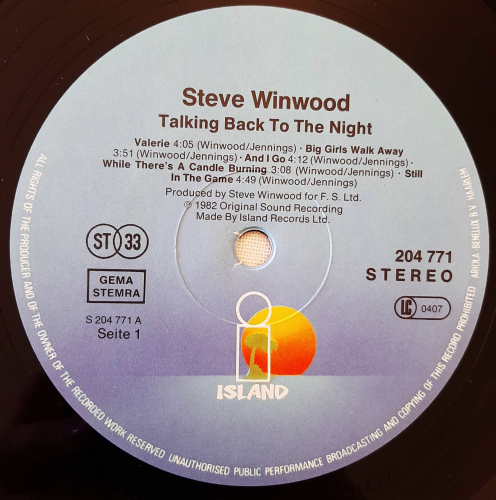 Steve Winwood
Talking Back To The Night
Valerie 4:05 (Winwood/Jennings) · Big Girls Walk Away
3:51 (Winwood/Jennings) · And I Go 4:12 (Winwood/Jennings) ·
While There's A Candle Burning 3:08 (Winwood/Jennings) · Still
In The Game 4:49 (Winwood/Jennings)
Produced by Steve Winwood for F. S. Ltd.
℗ 1982 Original Sound Recording
Made By Island Records Ltd.
ST 33
204 771
STEREO
GEMA
STEMRA
LC 0407
S 204 771 A
Seite 1
ISLAND
ALL RIGHTS OF THE PRODUCER AND OF THE OWNER OF THE RECORDED WORK RESERVED UNAUTHORISED PUBLIC PERFORMANCE BROADCASTING AND COPYING OF THIS RECORD PROHIBITED ARIOLA BENELUX B.V. HAARLEM